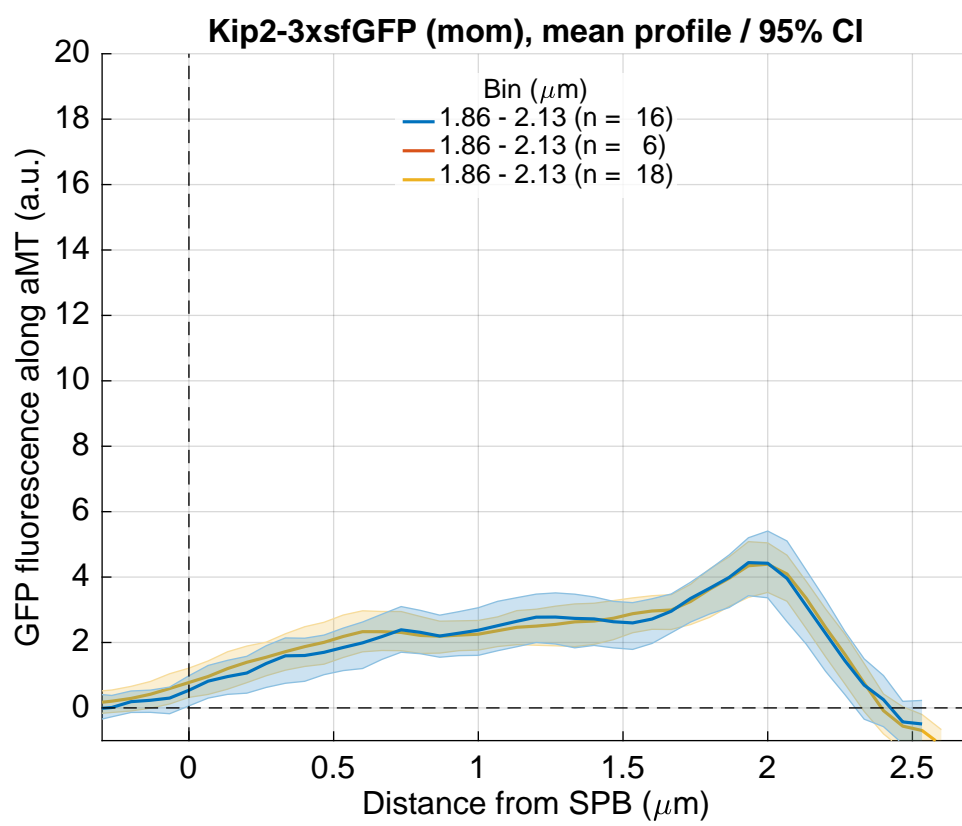 Kip2-3xsfGFP (mom), mean profile / 95% CI
Bin (μm)
1.86 - 2.13 (n = 16)
1.86 - 2.13 (n = 6)
1.86 - 2.13 (n = 18)
GFP fluorescence along aMT (a.u.)
20
18
16
14
12
10
8
6
4
2
0
0 0.5 1 1.5 2 2.5
Distance from SPB (μm)